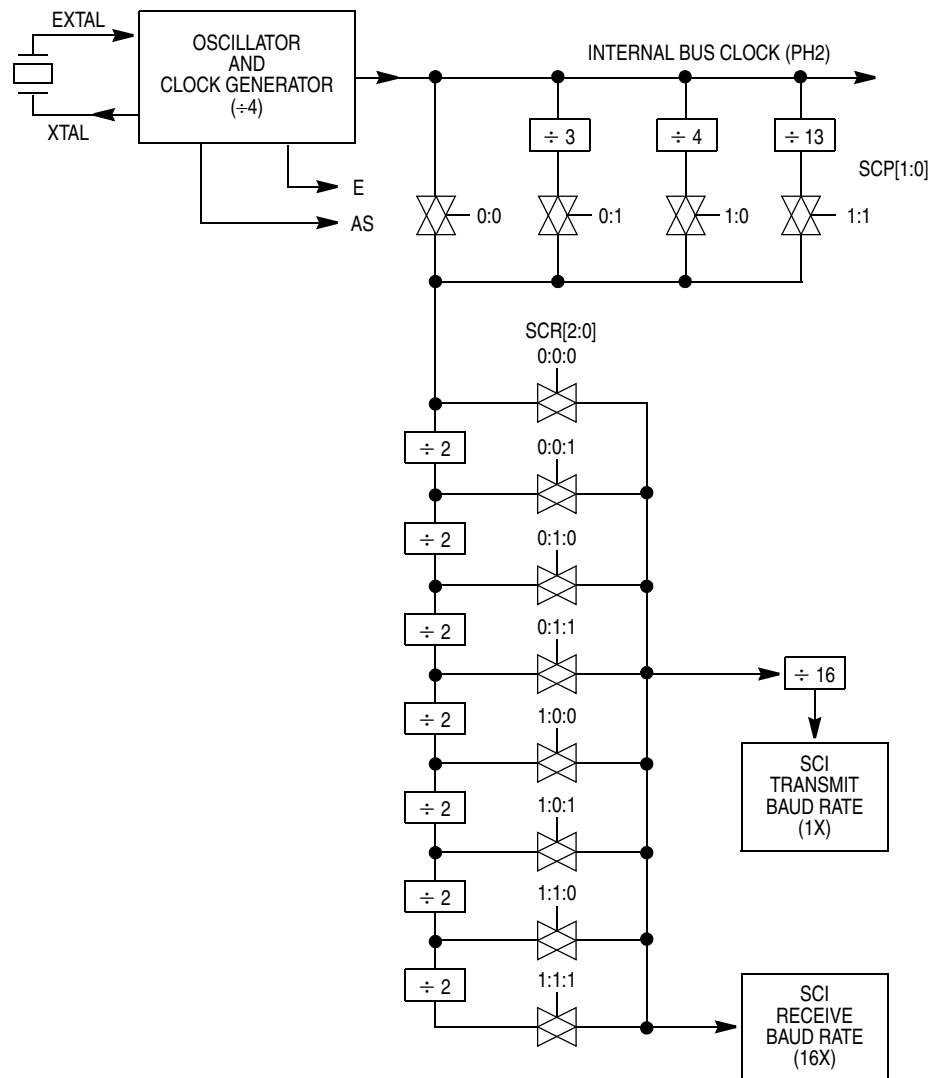 EXTAL
OSCILLATOR
AND
CLOCK GENERATOR
(÷4)
XTAL
INTERNAL BUS CLOCK (PH2)
÷ 3
÷ 4
÷ 13
SCP[1:0]
E
AS
0:0
0:1
1:0
1:1
SCR[2:0]
0:0:0
÷ 2
0:0:1
÷ 2
0:1:0
÷ 2
0:1:1
÷ 16
÷ 2
1:0:0
SCI
TRANSMIT
BAUD RATE
(1X)
÷ 2
1:0:1
÷ 2
1:1:0
÷ 2
1:1:1
SCI
RECEIVE
BAUD RATE
(16X)